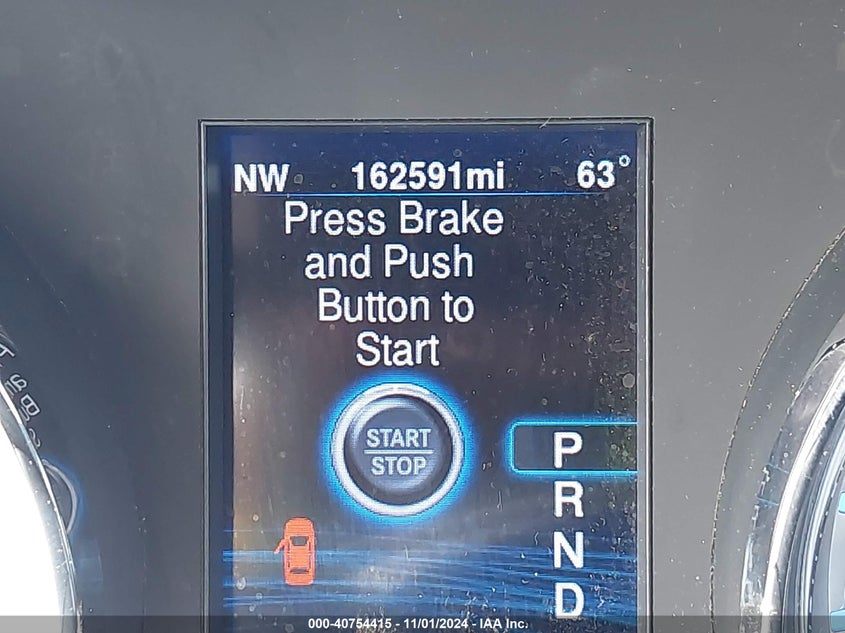 NW 162591mi 63°
Press Brake
and Push
Button to
Start
START
STOP
P
R
N
D
000-40754415 - 11/01/2024 - IAA Inc.